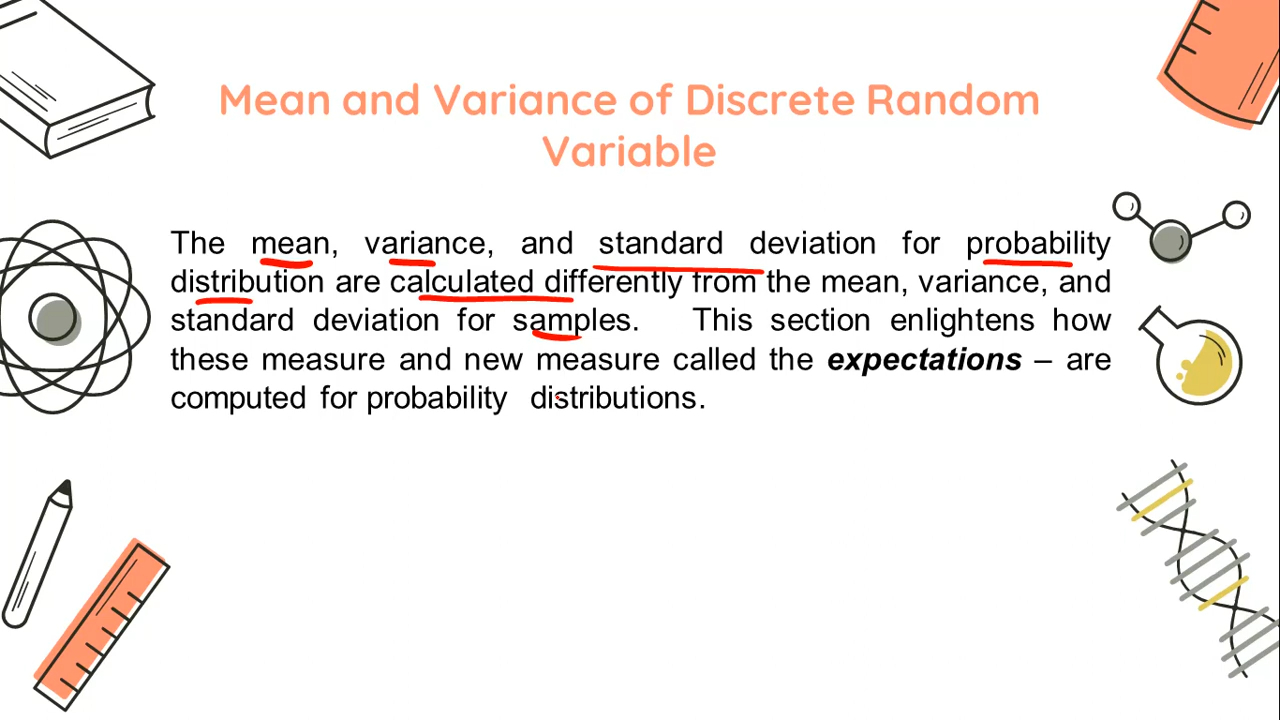 Mean and Variance of Discrete Random
Variable
The mean, variance, and standard deviation for probability
distribution are calculated differently from the mean, variance, and
standard deviation for samples. This section enlightens how
these measure and new measure called the expectations – are
computed for probability distributions.